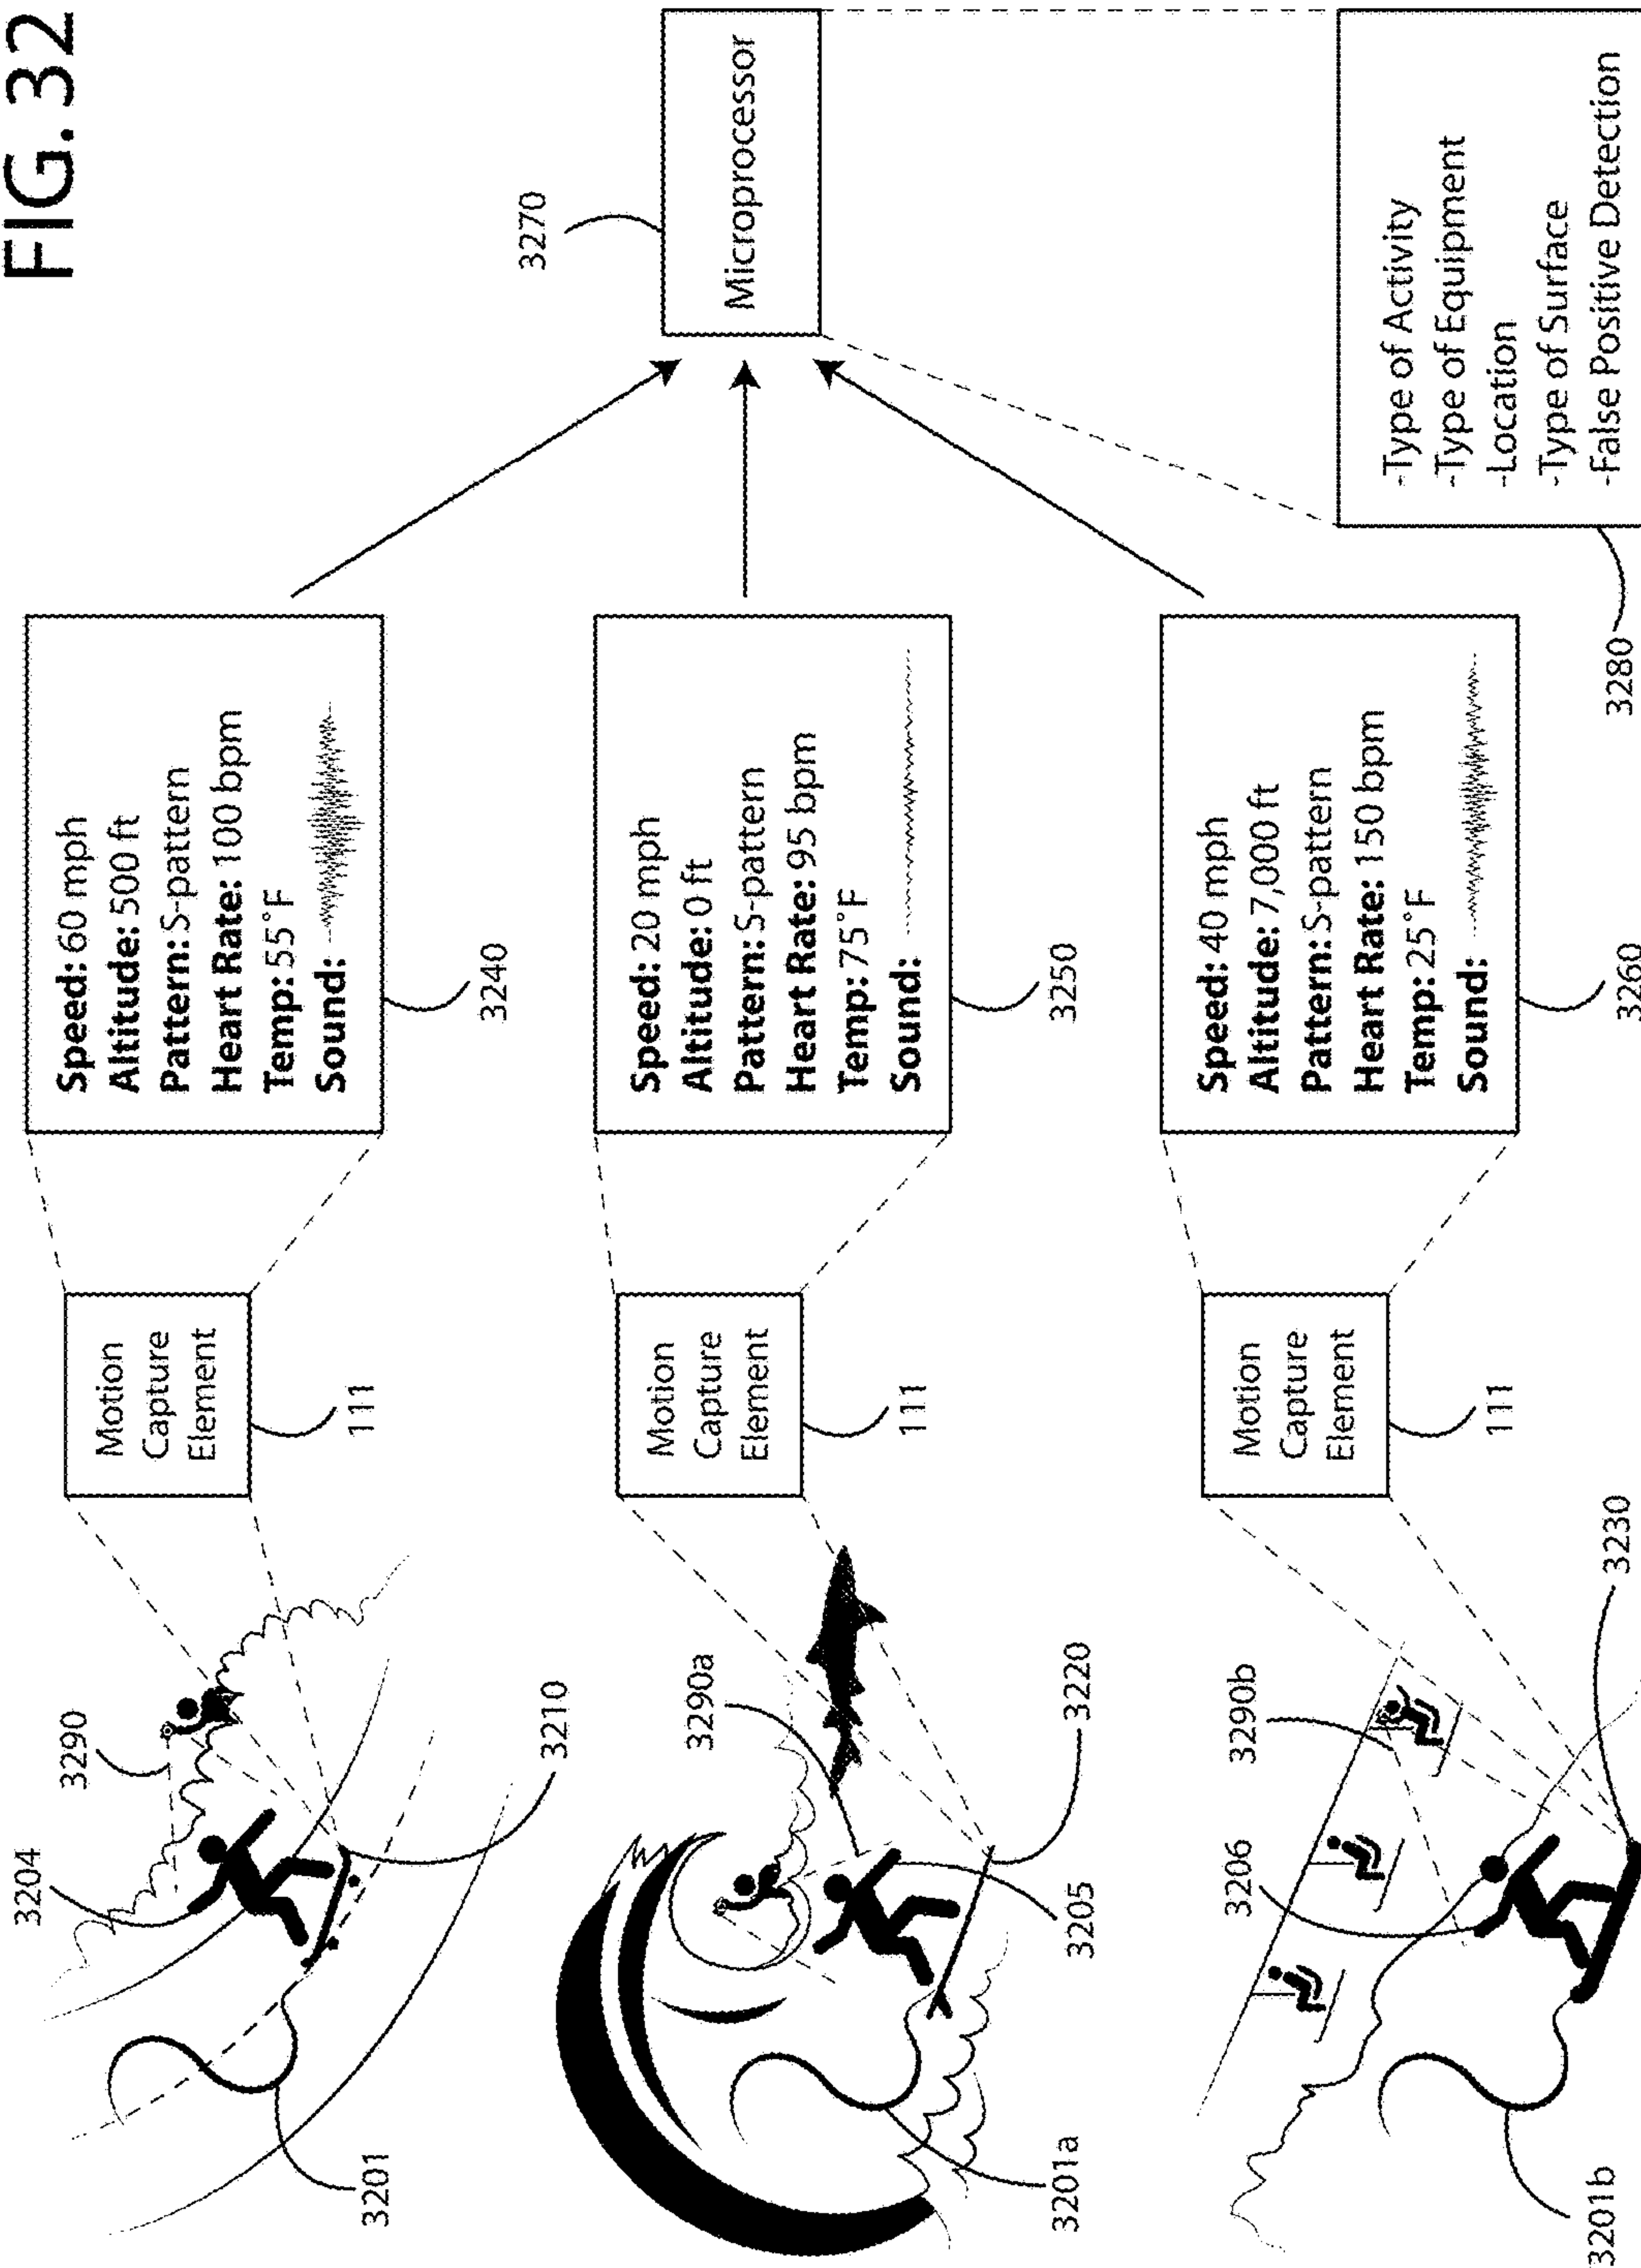 FIG. 32
3204
3290
3201
3210
Motion
Capture
Element
111
Speed: 60 mph
Altitude: 500 ft
Pattern: S-pattern
Heart Rate: 100 bpm
Temp: 55°F
Sound:
3240
3290a
3201a
3205
3220
Motion
Capture
Element
111
Speed: 20 mph
Altitude: 0 ft
Pattern: S-pattern
Heart Rate: 95 bpm
Temp: 75°F
Sound:
3250
3206
3290b
3201b
3230
Motion
Capture
Element
111
Speed: 40 mph
Altitude: 7,000 ft
Pattern: S-pattern
Heart Rate: 150 bpm
Temp: 25°F
Sound:
3260
3270
Microprocessor
-Type of Activity
-Type of Equipment
-Location
-Type of Surface
-False Positive Detection
3280